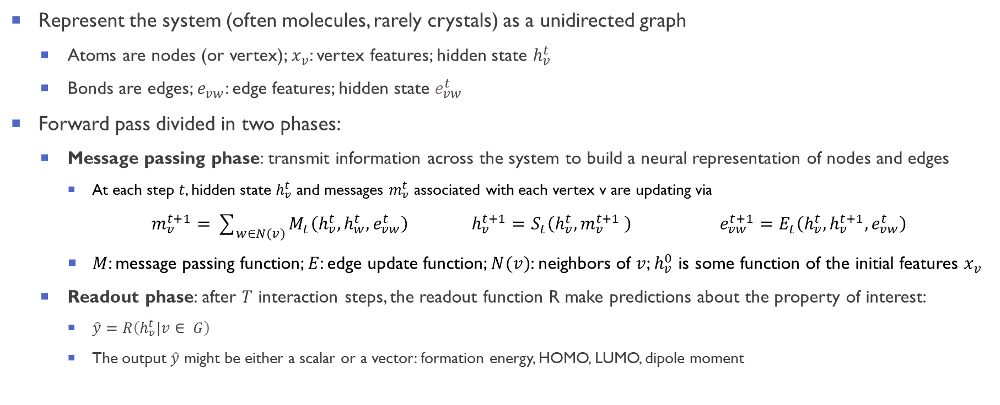 Represent the system (often molecules, rarely crystals) as a unidirected graph
Atoms are nodes (or vertex); $x_v$: vertex features; hidden state $h_v^t$
Bonds are edges; $e_{vw}$: edge features; hidden state $e_{vw}^t$
Forward pass divided in two phases:
Message passing phase: transmit information across the system to build a neural representation of nodes and edges
At each step $t$, hidden state $h_v^t$ and messages $m_v^t$ associated with each vertex v are updating via
$m_v^{t+1} = \sum_{w \in N(v)} M_t(h_v^t, h_w^t, e_{vw}^t)$ $h_v^{t+1} = S_t(h_v^t, m_v^{t+1})$ $e_{vw}^{t+1} = E_t(h_v^t, h_v^{t+1}, e_{vw}^t)$
$M$: message passing function; $E$: edge update function; $N(v)$: neighbors of $v$; $h_v^0$ is some function of the initial features $x_v$
Readout phase: after $T$ interaction steps, the readout function R make predictions about the property of interest:
$\hat{y} = R(h_v^t | v \in G)$
The output $\hat{y}$ might be either a scalar or a vector: formation energy, HOMO, LUMO, dipole moment